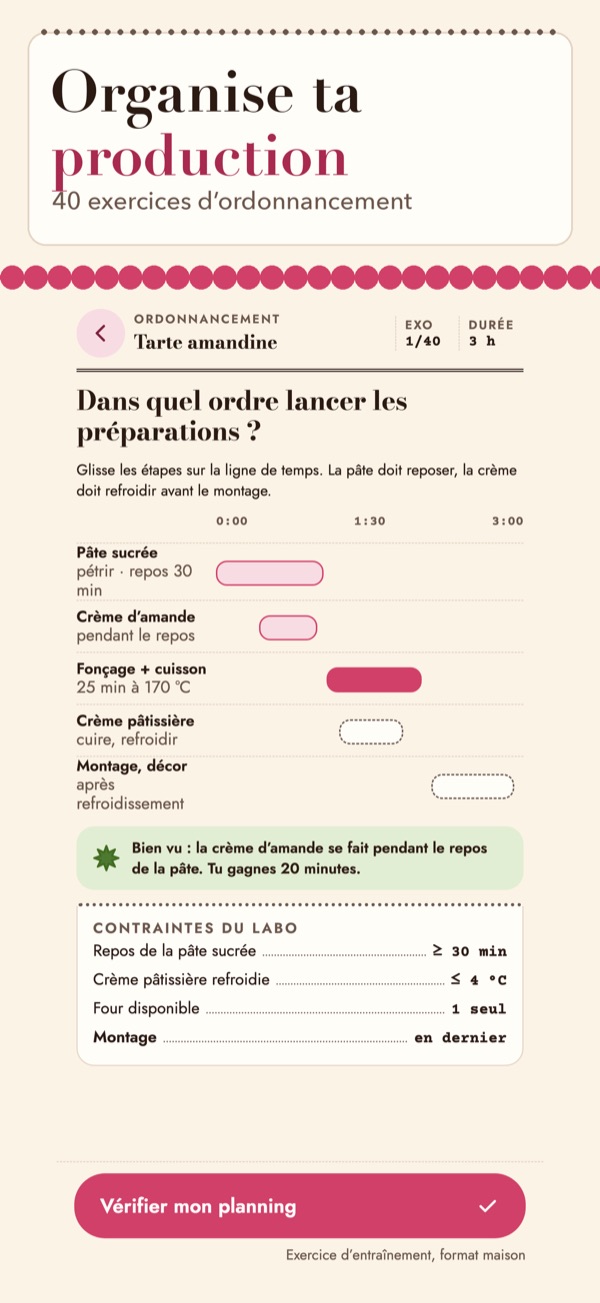 Organise ta
production
40 exercices d’ordonnancement
ORDONNANCEMENT
Tarte amandine
EXO
1/40
DURÉE
3 h
Dans quel ordre lancer les
préparations ?
Glisse les étapes sur la ligne de temps. La pâte doit reposer, la crème
doit refroidir avant le montage.
0:00 1:30 3:00
Pâte sucrée
pétrir · repos 30
min
Crème d’amande
pendant le repos
Fonçage + cuisson
25 min à 170 °C
Crème pâtissière
cuire, refroidir
Montage, décor
après
refroidissement
Bien vu : la crème d’amande se fait pendant le repos
de la pâte. Tu gagnes 20 minutes.
CONTRAINTES DU LABO
Repos de la pâte sucrée ≥ 30 min
Crème pâtissière refroidie ≤ 4 °C
Four disponible 1 seul
Montage en dernier
Vérifier mon planning
Exercice d’entraînement, format maison